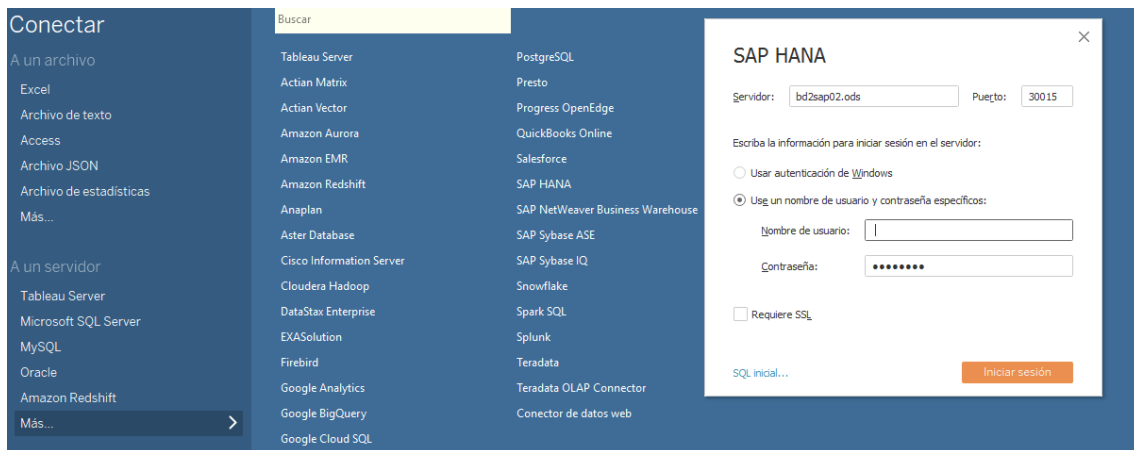 Conectar
A un archivo
Excel
Archivo de texto
Access
Archivo JSON
Archivo de estadísticas
Más...
A un servidor
Tableau Server
Microsoft SQL Server
MySQL
Oracle
Amazon Redshift
Más...
Buscar
Tableau Server
Actian Matrix
Actian Vector
Amazon Aurora
Amazon EMR
Amazon Redshift
Anaplan
Aster Database
Cisco Information Server
Cloudera Hadoop
DataStax Enterprise
EXASolution
Firebird
Google Analytics
Google BigQuery
Google Cloud SQL
PostgreSQL
Presto
Progress OpenEdge
QuickBooks Online
Salesforce
SAP HANA
SAP NetWeaver Business Warehouse
SAP Sybase ASE
SAP Sybase IQ
Snowflake
Spark SQL
Splunk
Teradata
Teradata OLAP Connector
Conector de datos web
SAP HANA
Servidor: bd2sap02.ods Puerto: 30015
Escriba la información para iniciar sesión en el servidor:
Usar autenticación de Windows
Use un nombre de usuario y contraseña específicos:
Nombre de usuario:
Contraseña: ••••••••
Requiere SSL
SQL inicial... Iniciar sesión